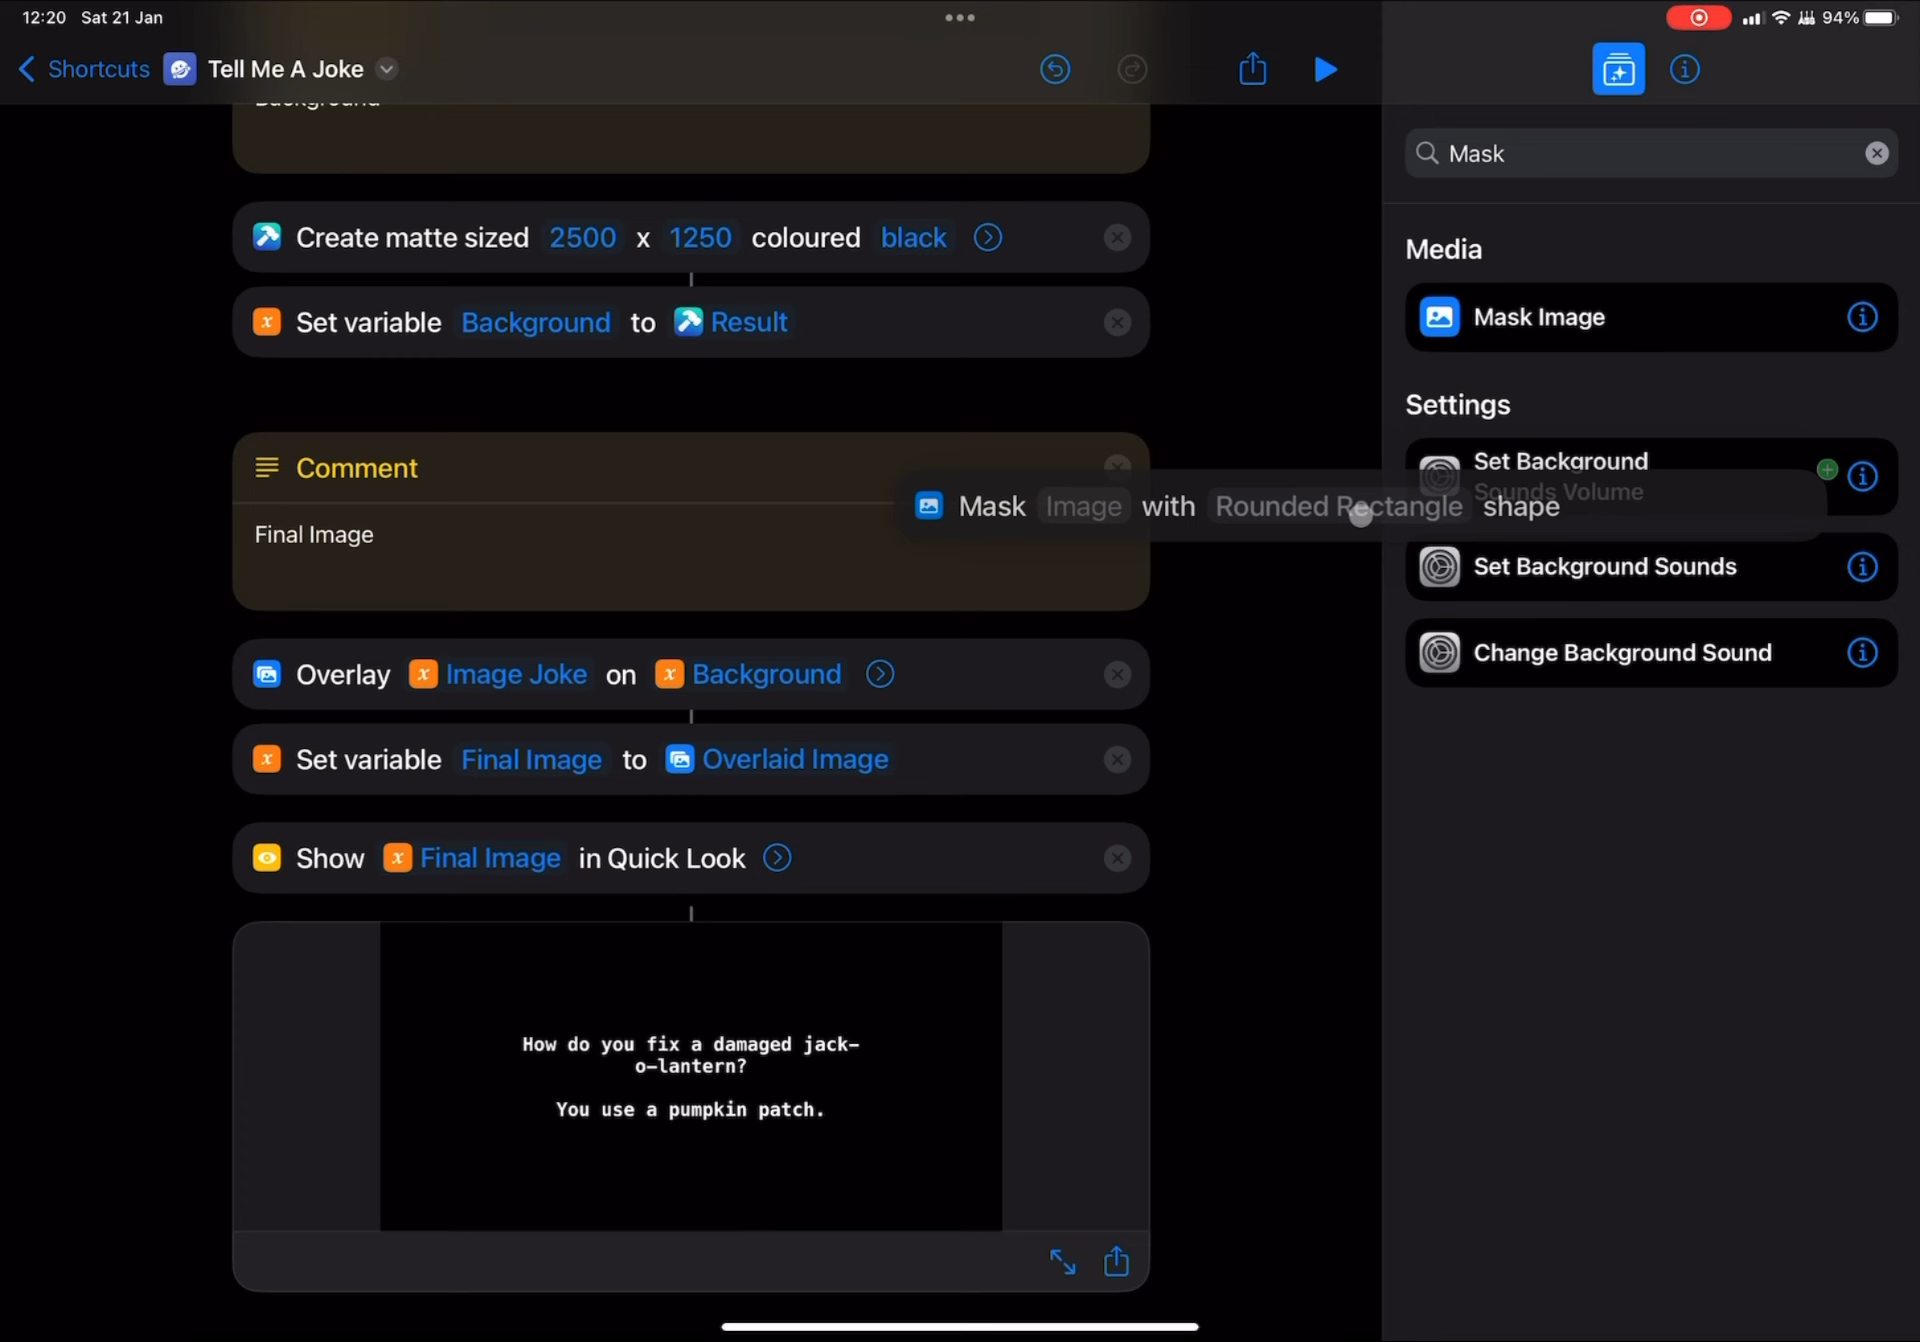 12:20 Sat 21 Jan
94%
Shortcuts Tell Me A Joke
Background
Create matte sized 2500 x 1250 coloured black
Set variable Background to Result
Comment
Final Image
Mask Image with Rounded Rectangle shape
Overlay Image Joke on Background
Set variable Final Image to Overlaid Image
Show Final Image in Quick Look
How do you fix a damaged jack-
o-lantern?
You use a pumpkin patch.
Mask
Media
Mask Image
Settings
Set Background
Sounds Volume
Set Background Sounds
Change Background Sound